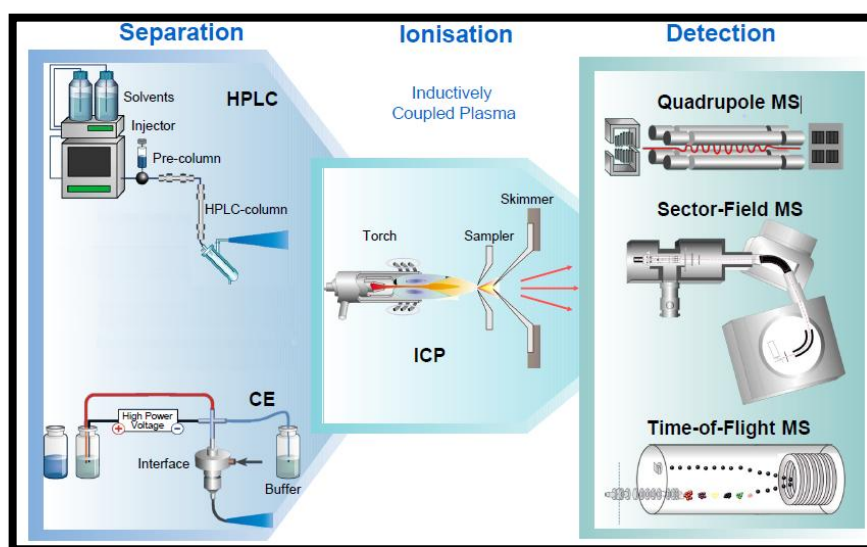 Separation
Ionisation
Detection
Solvents
HPLC
Injector
Pre-column
HPLC-column
Inductively
Coupled Plasma
Torch
Sampler
Skimmer
ICP
Quadrupole MS
Sector-Field MS
Time-of-Flight MS
CE
High Power
Voltage
+
−
Interface
Buffer